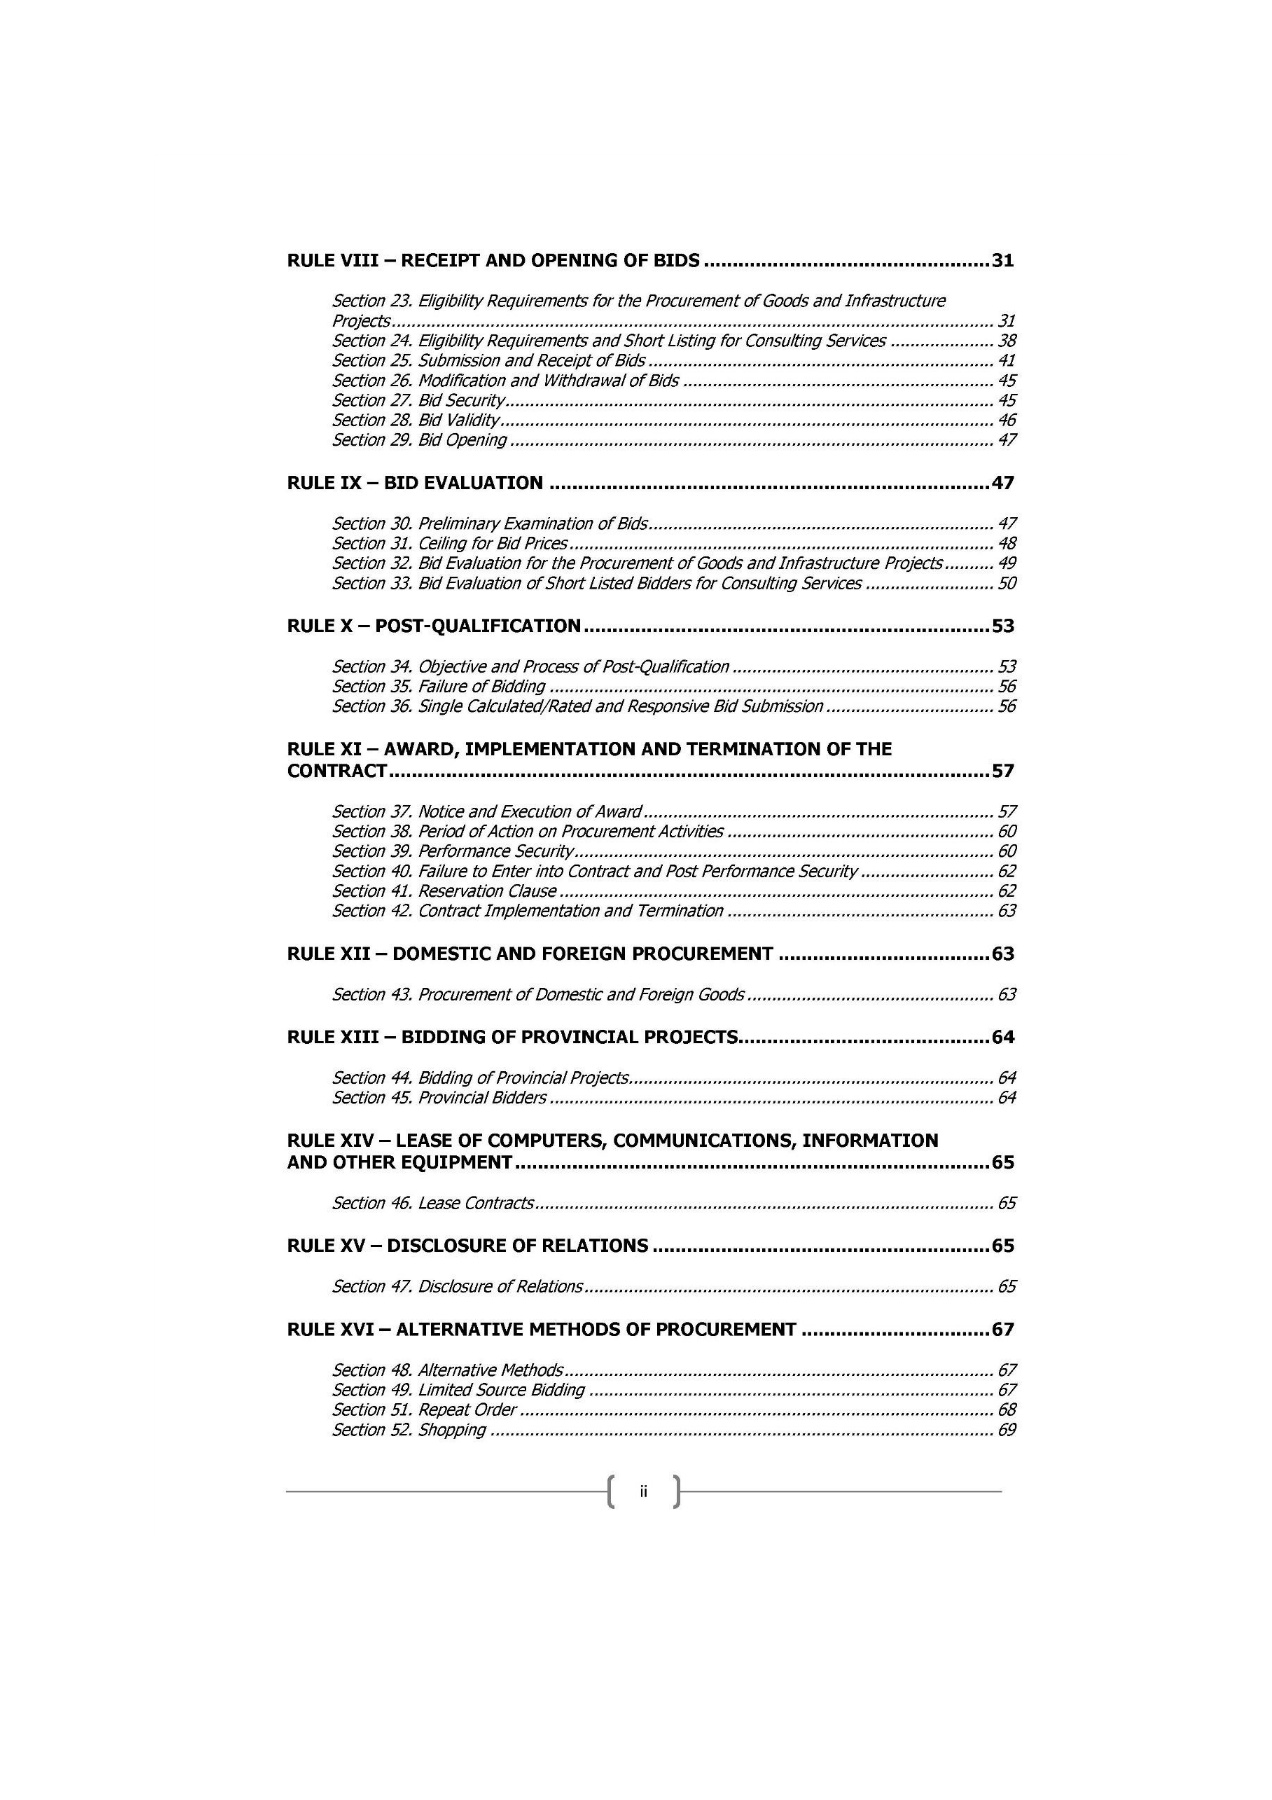 RULE VIII – RECEIPT AND OPENING OF BIDS ..................................................31
Section 23. Eligibility Requirements for the Procurement of Goods and Infrastructure
Projects.......................................................................................................................... 31
Section 24. Eligibility Requirements and Short Listing for Consulting Services ..................... 38
Section 25. Submission and Receipt of Bids ...................................................................... 41
Section 26. Modification and Withdrawal of Bids ............................................................... 45
Section 27. Bid Security................................................................................................... 45
Section 28. Bid Validity.................................................................................................... 46
Section 29. Bid Opening .................................................................................................. 47
RULE IX – BID EVALUATION .............................................................................47
Section 30. Preliminary Examination of Bids...................................................................... 47
Section 31. Ceiling for Bid Prices...................................................................................... 48
Section 32. Bid Evaluation for the Procurement of Goods and Infrastructure Projects.......... 49
Section 33. Bid Evaluation of Short Listed Bidders for Consulting Services .......................... 50
RULE X – POST-QUALIFICATION.......................................................................53
Section 34. Objective and Process of Post-Qualification ..................................................... 53
Section 35. Failure of Bidding .......................................................................................... 56
Section 36. Single Calculated/Rated and Responsive Bid Submission .................................. 56
RULE XI – AWARD, IMPLEMENTATION AND TERMINATION OF THE
CONTRACT.........................................................................................................57
Section 37. Notice and Execution of Award ....................................................................... 57
Section 38. Period of Action on Procurement Activities ...................................................... 60
Section 39. Performance Security..................................................................................... 60
Section 40. Failure to Enter into Contract and Post Performance Security ........................... 62
Section 41. Reservation Clause ........................................................................................ 62
Section 42. Contract Implementation and Termination ...................................................... 63
RULE XII – DOMESTIC AND FOREIGN PROCUREMENT .....................................63
Section 43. Procurement of Domestic and Foreign Goods .................................................. 63
RULE XIII – BIDDING OF PROVINCIAL PROJECTS............................................64
Section 44. Bidding of Provincial Projects.......................................................................... 64
Section 45. Provincial Bidders .......................................................................................... 64
RULE XIV – LEASE OF COMPUTERS, COMMUNICATIONS, INFORMATION
AND OTHER EQUIPMENT...................................................................................65
Section 46. Lease Contracts............................................................................................. 65
RULE XV – DISCLOSURE OF RELATIONS ...........................................................65
Section 47. Disclosure of Relations ................................................................................... 65
RULE XVI – ALTERNATIVE METHODS OF PROCUREMENT .................................67
Section 48. Alternative Methods....................................................................................... 67
Section 49. Limited Source Bidding .................................................................................. 67
Section 51. Repeat Order ................................................................................................ 68
Section 52. Shopping ...................................................................................................... 69
ii